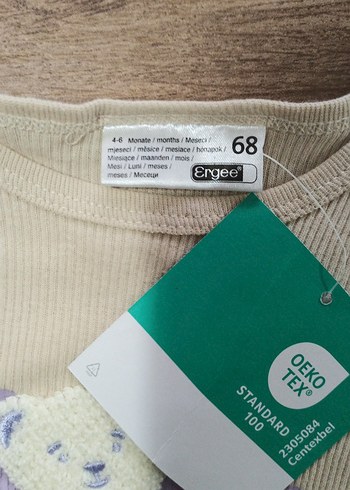 4-6 Monate / months / Meseci /
mjeseci / měsíce / mesiace / hónapok /
Miesiące / maanden / mois /
Mesi / Luni / meses /
meses / Месеци
68
Ergee®
OEKO
TEX®
STANDARD
100
2305084
Centexbel